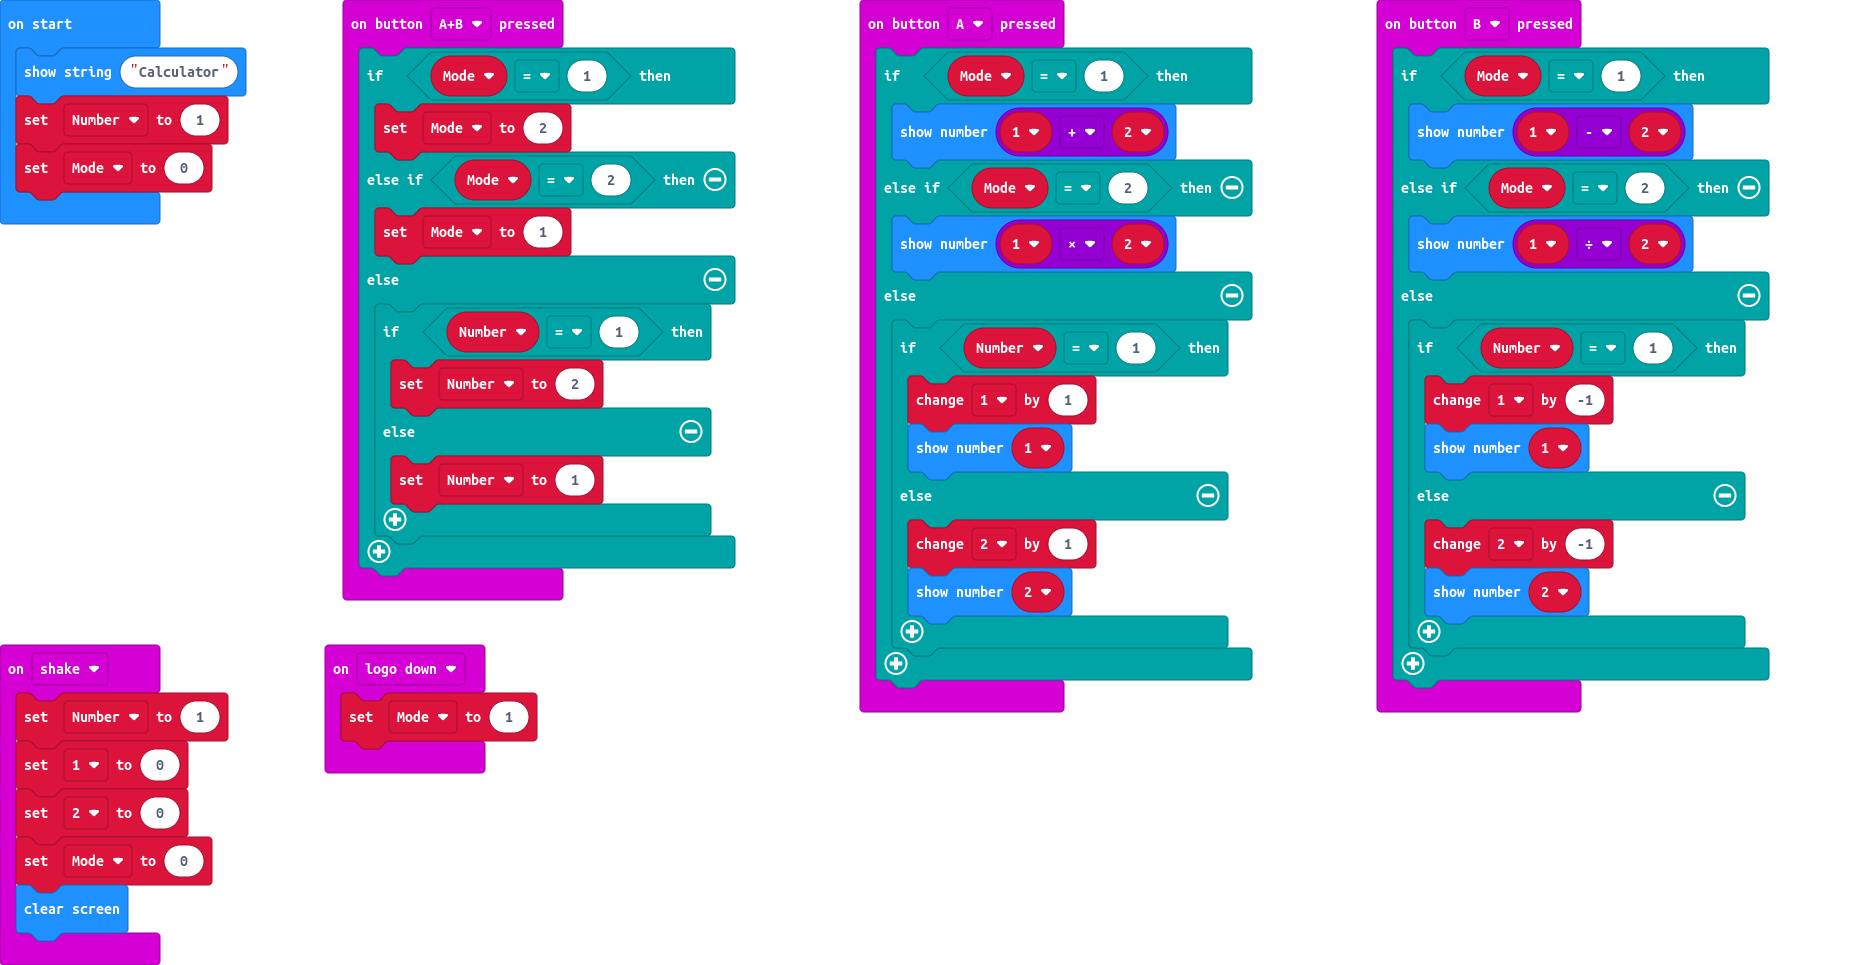 on start
show string "Calculator"
set Number to 1
set Mode to 0
on button A+B pressed
if Mode = 1 then
set Mode to 2
else if Mode = 2 then
set Mode to 1
else
if Number = 1 then
set Number to 2
else
set Number to 1
on button A pressed
if Mode = 1 then
show number 1 + 2
else if Mode = 2 then
show number 1 × 2
else
if Number = 1 then
change 1 by 1
show number 1
else
change 2 by 1
show number 2
on button B pressed
if Mode = 1 then
show number 1 - 2
else if Mode = 2 then
show number 1 ÷ 2
else
if Number = 1 then
change 1 by -1
show number 1
else
change 2 by -1
show number 2
on shake
set Number to 1
set 1 to 0
set 2 to 0
set Mode to 0
clear screen
on logo down
set Mode to 1